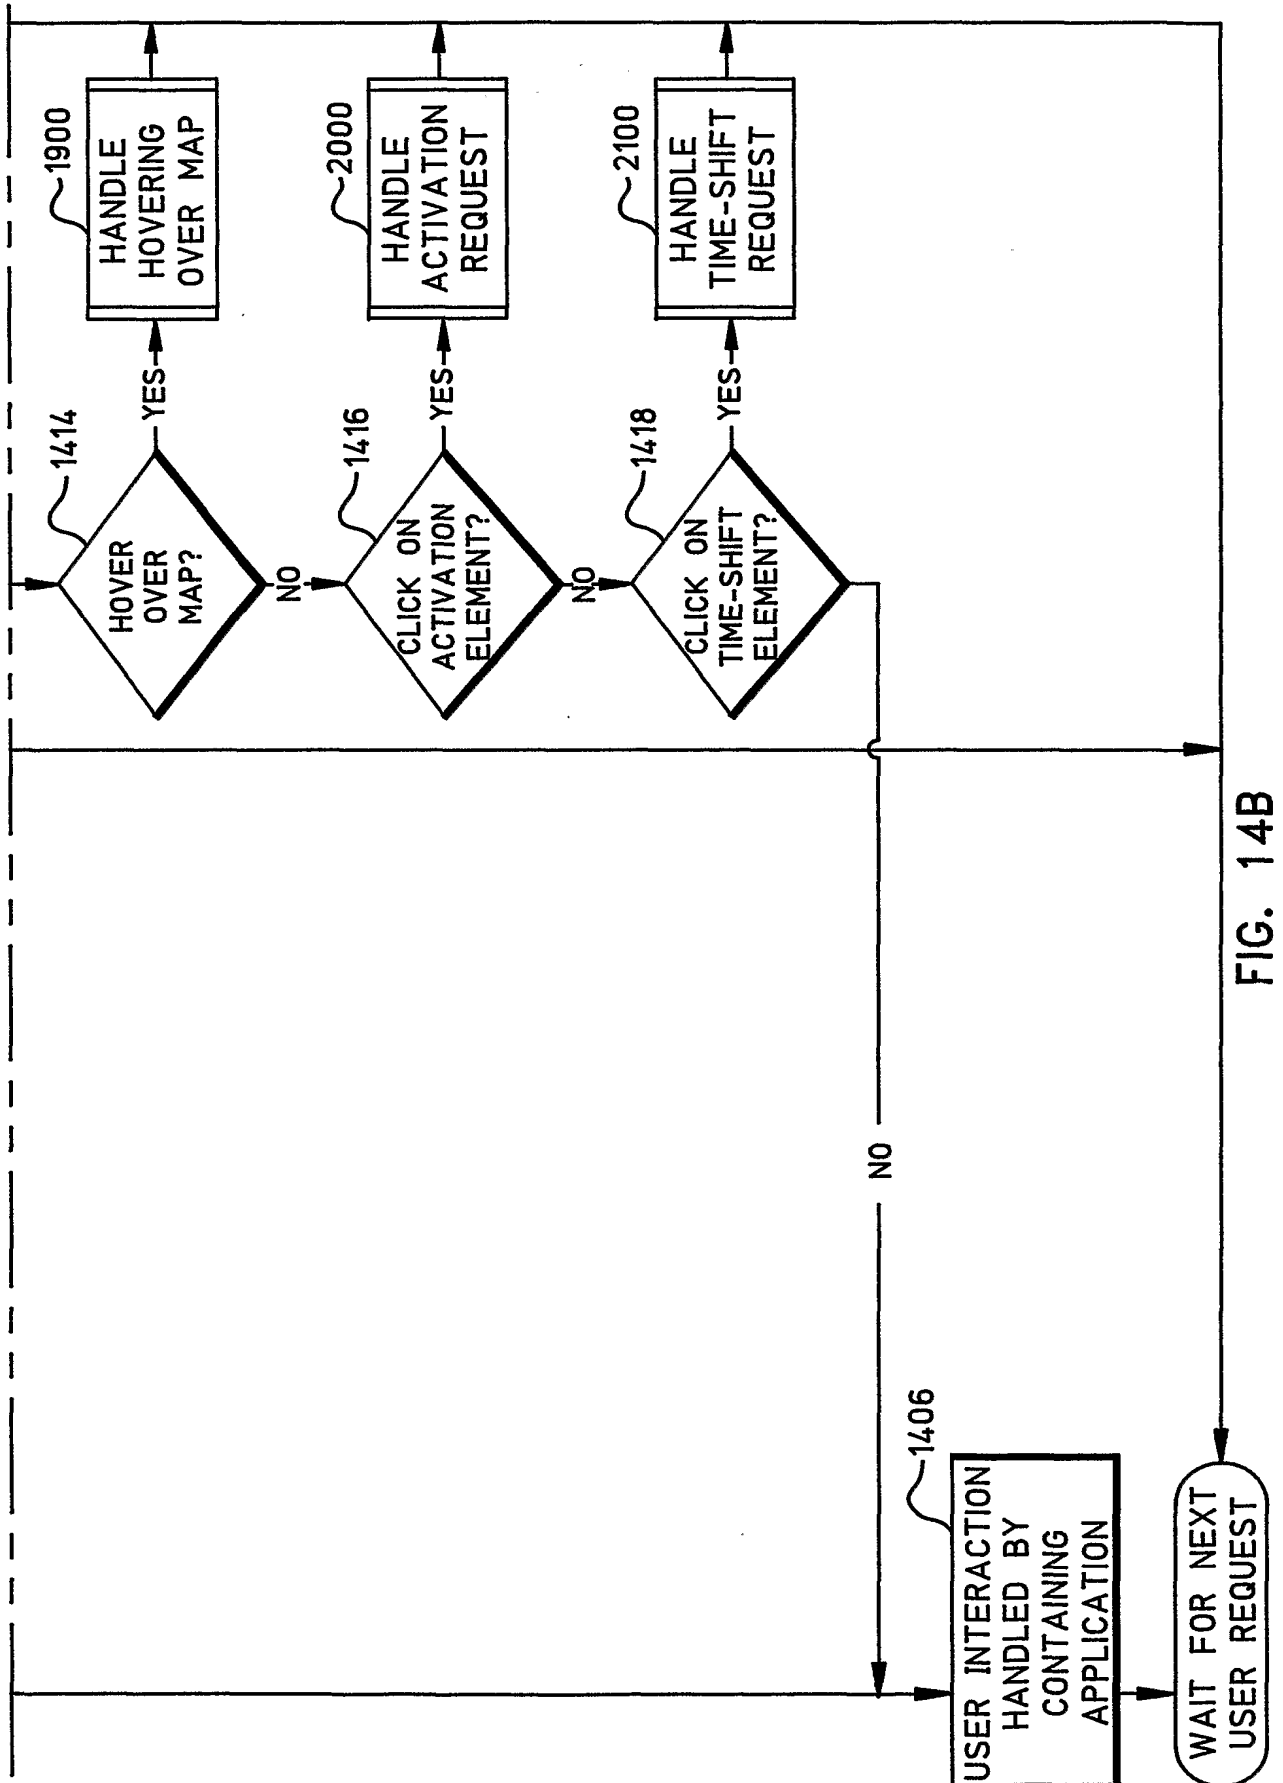 1414
HOVER
OVER
MAP?
YES
1900
HANDLE
HOVERING
OVER MAP
NO
1416
CLICK ON
ACTIVATION
ELEMENT?
YES
2000
HANDLE
ACTIVATION
REQUEST
NO
1418
CLICK ON
TIME-SHIFT
ELEMENT?
YES
2100
HANDLE
TIME-SHIFT
REQUEST
NO
1406
USER INTERACTION
HANDLED BY
CONTAINING
APPLICATION
WAIT FOR NEXT
USER REQUEST
FIG. 14B